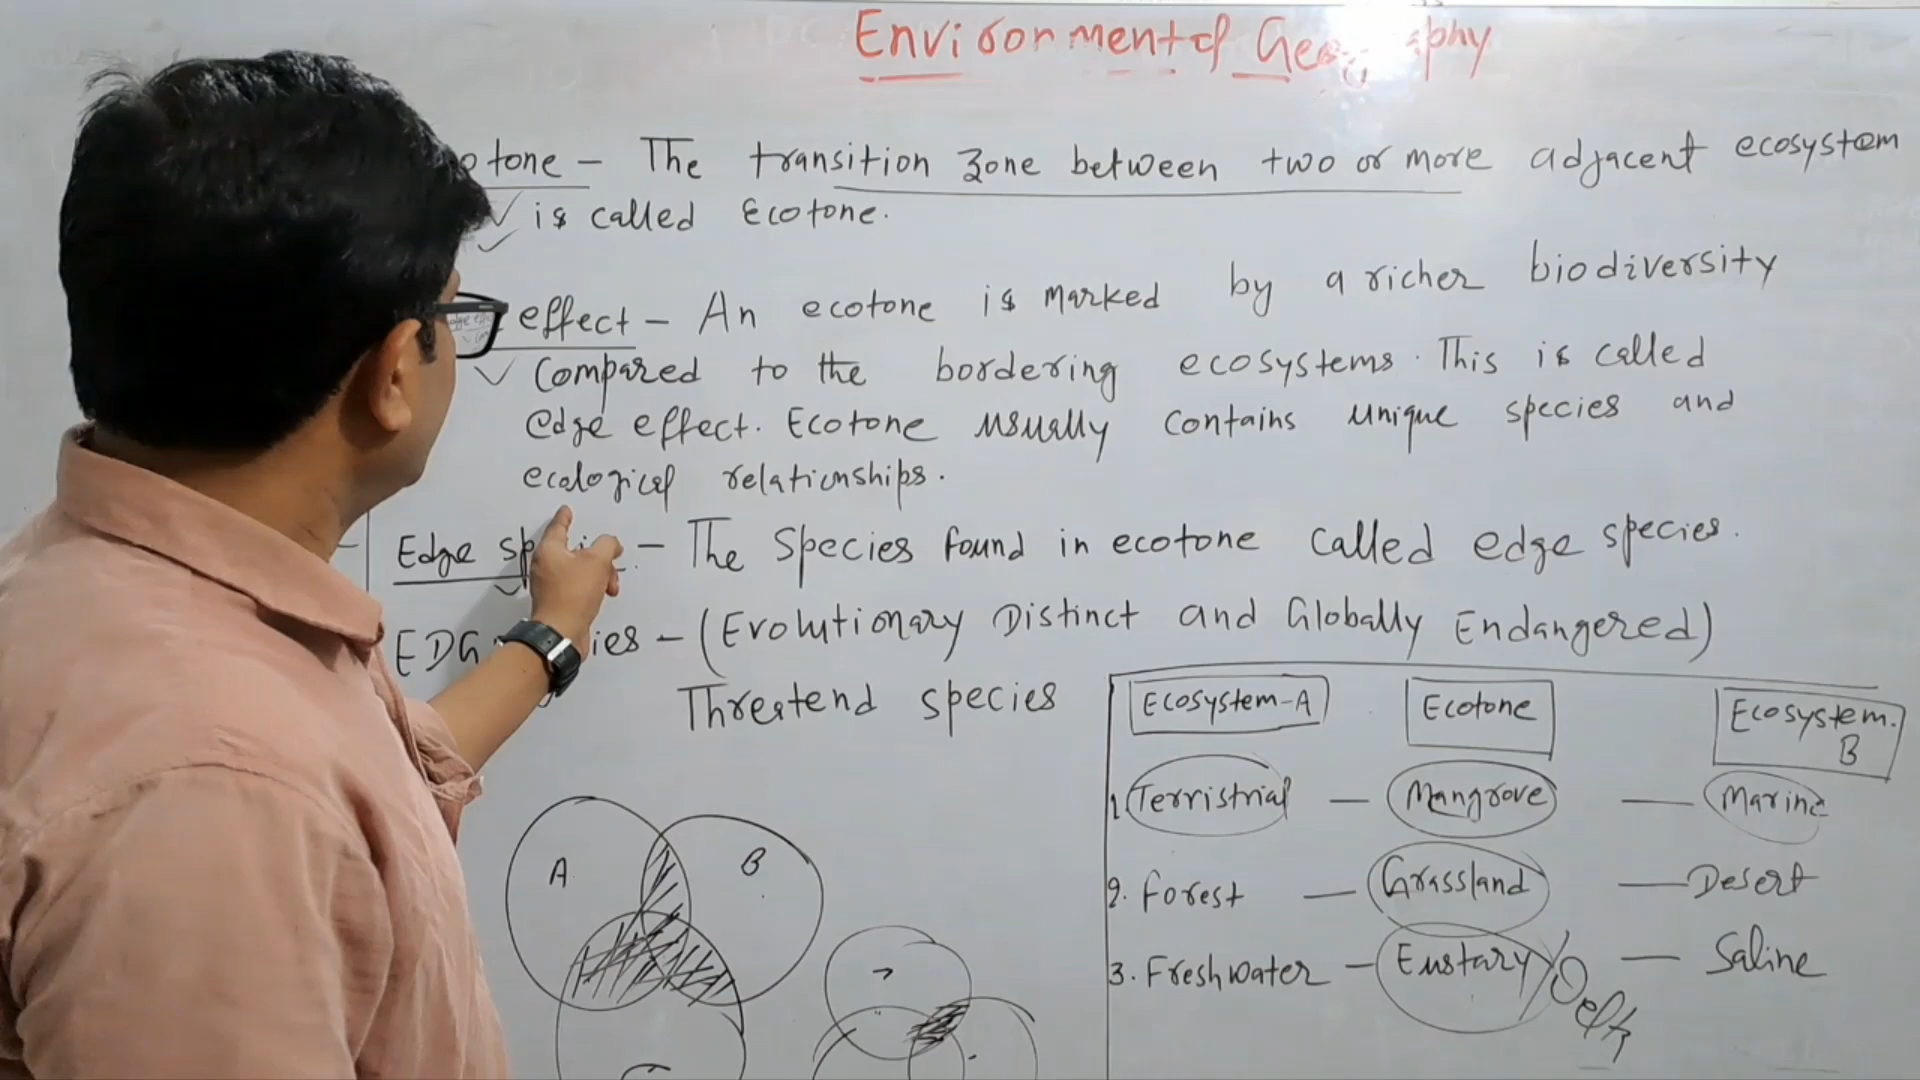 Environmental Geography
otone – The transition zone between two or more adjacent ecosystem
is called Ecotone.
effect – An ecotone is marked by a richer biodiversity
compared to the bordering ecosystems. This is called
edge effect. Ecotone usually contains unique species and
ecological relationships.
Edge – The species found in ecotone called edge species.
EDG ies – (Evolutionary Distinct and Globally Endangered)
Threatend species
Ecosystem-A Ecotone Ecosystem.
B
1. Terristrial — Mangrove — Marine
2. Forest — Grassland — Desert
3. Freshwater — Eustary / Delta — Saline
A B